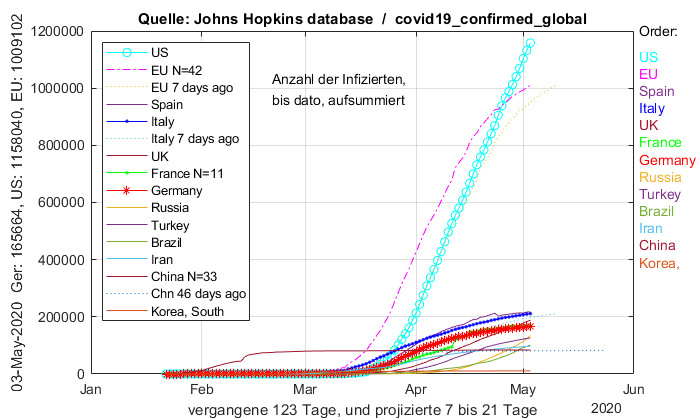 Quelle: Johns Hopkins database / covid19_confirmed_global
03-May-2020 Ger: 165664, US: 1158040, EU: 1009102
1200000
1000000
800000
600000
400000
200000
0
US
EU N=42
EU 7 days ago
Spain
Italy
Italy 7 days ago
UK
France N=11
Germany
Russia
Turkey
Brazil
Iran
China N=33
Chn 46 days ago
Korea, South
Anzahl der Infizierten,
bis dato, aufsummiert
Order:
US
EU
Spain
Italy
UK
France
Germany
Russia
Turkey
Brazil
Iran
China
Korea,
Jan Feb Mar Apr May Jun
vergangene 123 Tage, und projizierte 7 bis 21 Tage
2020